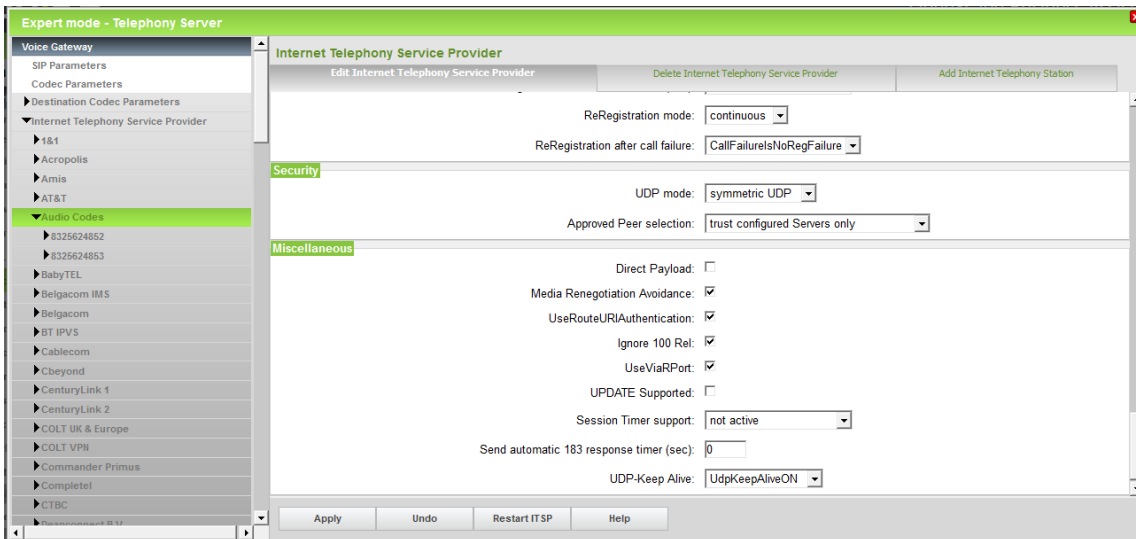 Expert mode - Telephony Server
Voice Gateway
SIP Parameters
Codec Parameters
Destination Codec Parameters
Internet Telephony Service Provider
1&1
Acropolis
Amis
AT&T
Audio Codes
8325624852
8325624853
BabyTEL
Belgacom IMS
Belgacom
BT IPVS
Cablecom
Cbeyond
CenturyLink 1
CenturyLink 2
COLT UK & Europe
COLT VPN
Commander Primus
Completel
CTBC
Internet Telephony Service Provider
Edit Internet Telephony Service Provider Delete Internet Telephony Service Provider Add Internet Telephony Station
ReRegistration mode: continuous
ReRegistration after call failure: CallFailureIsNoRegFailure
Security
UDP mode: symmetric UDP
Approved Peer selection: trust configured Servers only
Miscellaneous
Direct Payload:
Media Renegotiation Avoidance:
UseRouteURIAuthentication:
Ignore 100 Rel:
UseViaRPort:
UPDATE Supported:
Session Timer support: not active
Send automatic 183 response timer (sec): 0
UDP-Keep Alive: UdpKeepAliveON
Apply Undo Restart ITSP Help